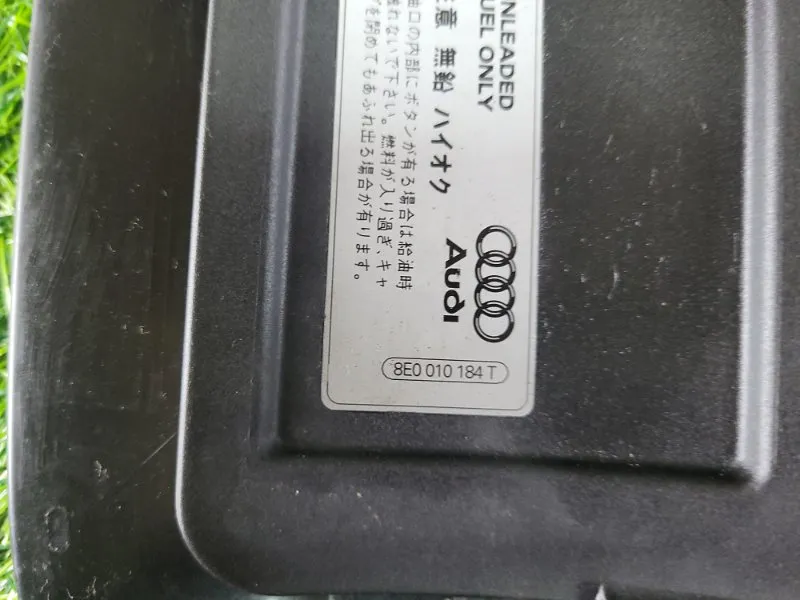 UNLEADED
FUEL ONLY
注意 無鉛 ハイオク
油口の内部にボタンが有る場合は給油時
れないで下さい。燃料が入り過ぎ、キャ
を閉めてもあふれ出る場合が有ります。
Audi
8E0 010 184 T